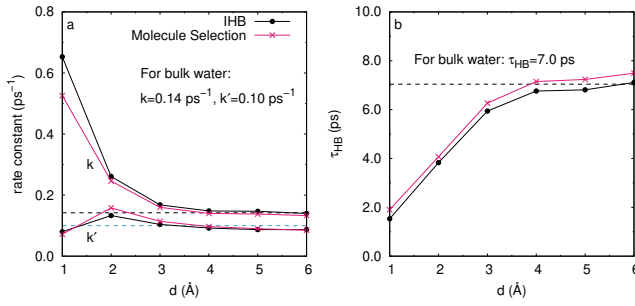 a
IHB
Molecule Selection
For bulk water:
k=0.14 ps⁻¹, k′=0.10 ps⁻¹
k
k′
rate constant (ps⁻¹)
0.8
0.6
0.4
0.2
0.0
1 2 3 4 5 6
d (Å)
b
For bulk water: τHB=7.0 ps
τHB (ps)
10.0
8.0
6.0
4.0
2.0
0.0
1 2 3 4 5 6
d (Å)